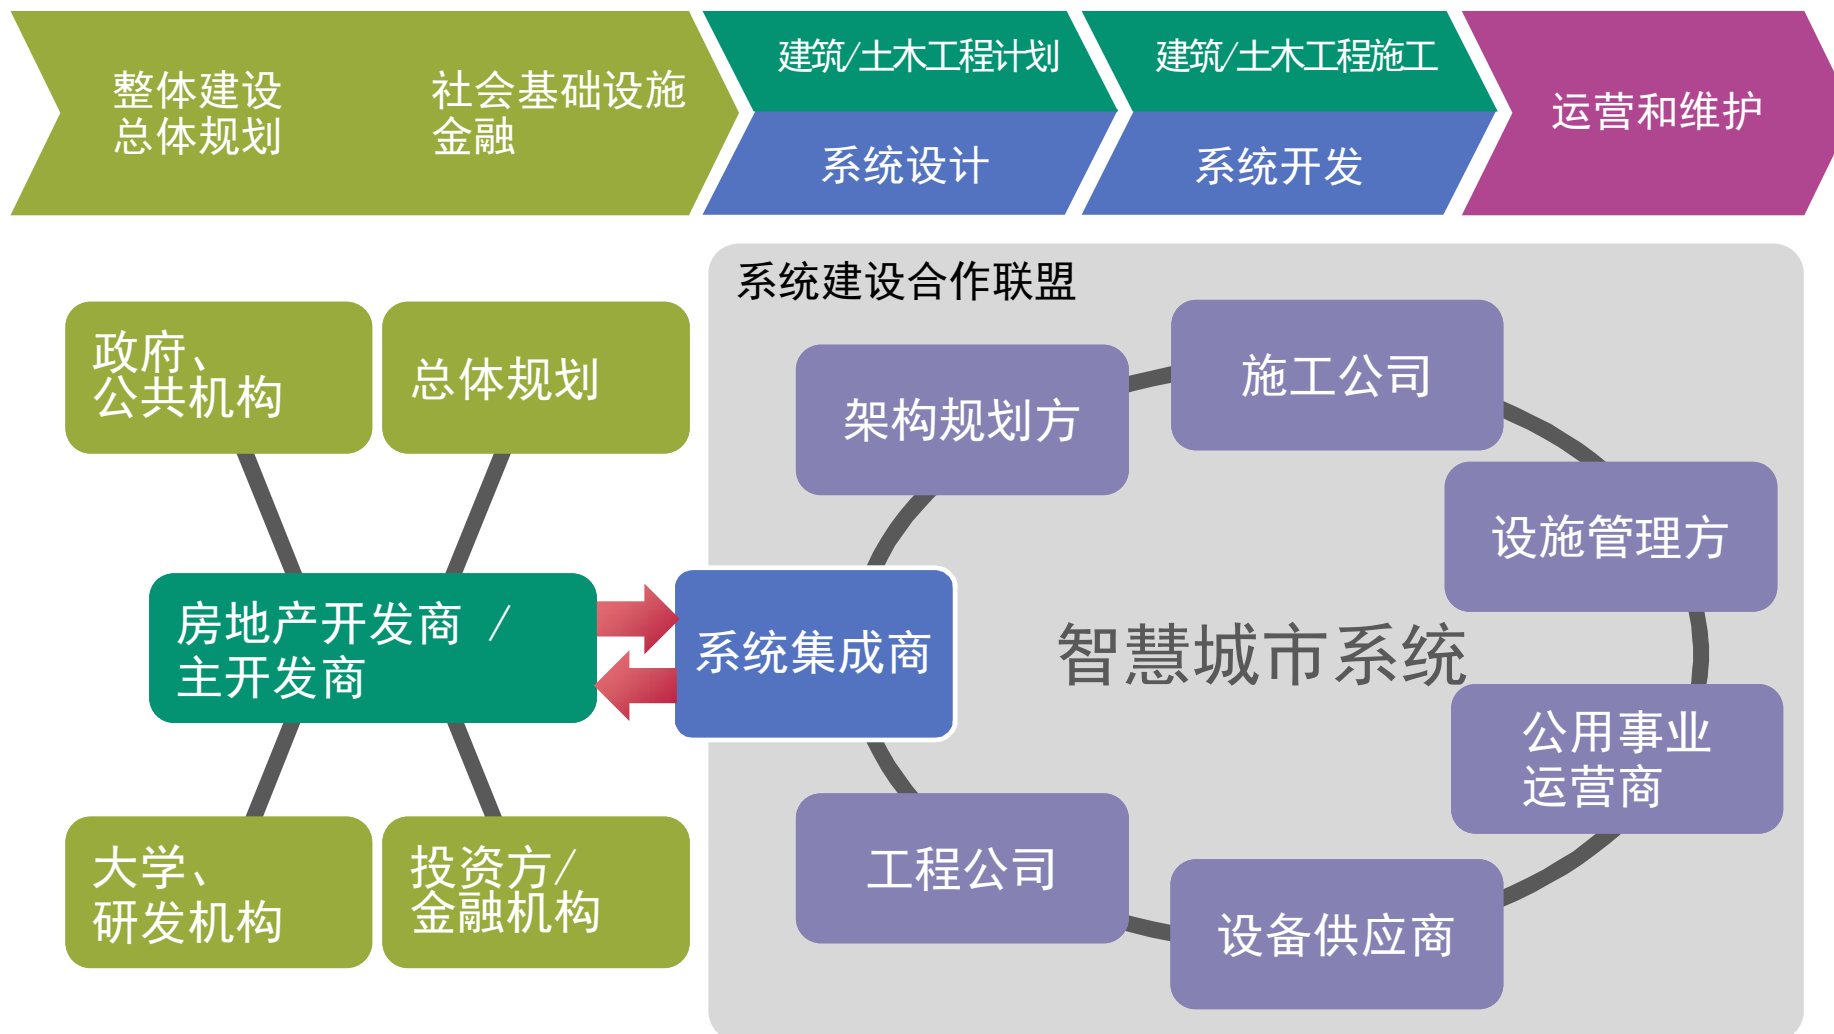 整体建设
总体规划
社会基础设施
金融
建筑/土木工程计划
系统设计
建筑/土木工程施工
系统开发
运营和维护
系统建设合作联盟
政府、
公共机构
总体规划
房地产开发商 /
主开发商
大学、
研发机构
投资方/
金融机构
系统集成商
架构规划方
施工公司
设施管理方
智慧城市系统
公用事业
运营商
工程公司
设备供应商